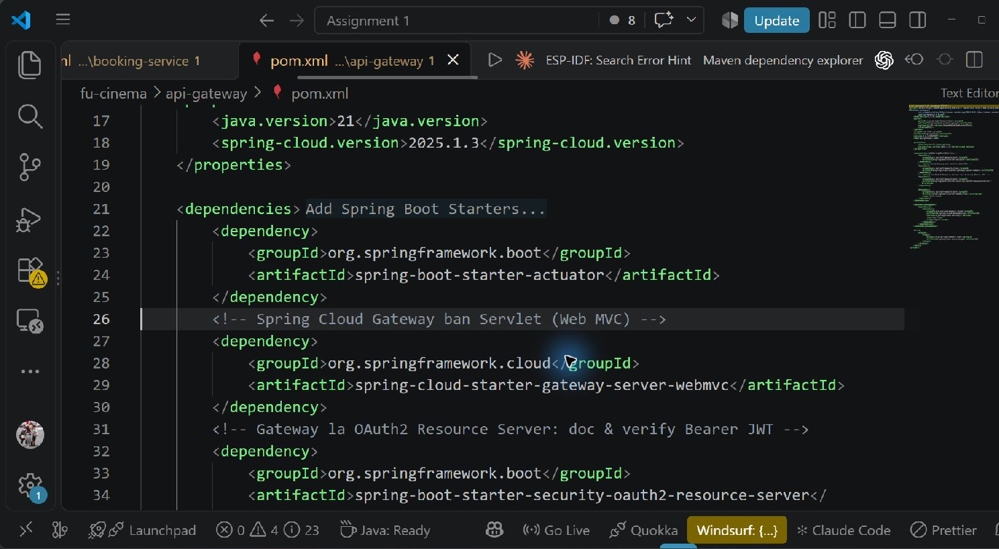 Assignment 1
8
Update
nl ...\booking-service 1
pom.xml ...\api-gateway 1
ESP-IDF: Search Error Hint
Maven dependency explorer
fu-cinema > api-gateway > pom.xml
Text Editor
17 <java.version>21</java.version>
18 <spring-cloud.version>2025.1.3</spring-cloud.version>
19 </properties>
20
21 <dependencies> Add Spring Boot Starters...
22 <dependency>
23 <groupId>org.springframework.boot</groupId>
24 <artifactId>spring-boot-starter-actuator</artifactId>
25 </dependency>
26 <!-- Spring Cloud Gateway ban Servlet (Web MVC) -->
27 <dependency>
28 <groupId>org.springframework.cloud</groupId>
29 <artifactId>spring-cloud-starter-gateway-server-webmvc</artifactId>
30 </dependency>
31 <!-- Gateway la OAuth2 Resource Server: doc & verify Bearer JWT -->
32 <dependency>
33 <groupId>org.springframework.boot</groupId>
34 <artifactId>spring-boot-starter-security-oauth2-resource-server</
1
Launchpad
0
4
23
Java: Ready
Go Live
Quokka
Windsurf: {...}
Claude Code
Prettier